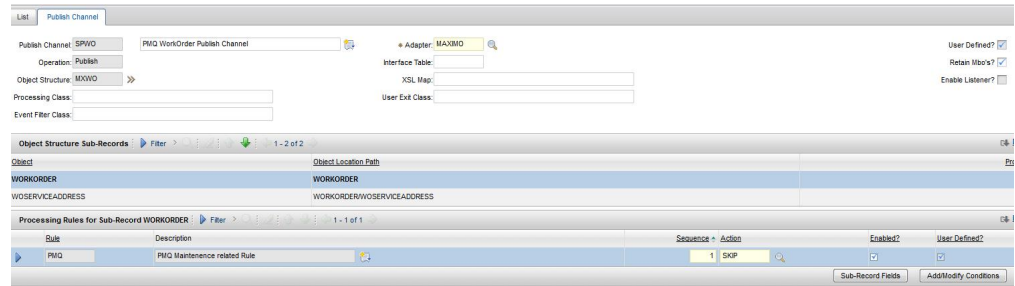 List Publish Channel
Publish Channel: SPWO PMQ WorkOrder Publish Channel Adapter: MAXIMO User Defined?
Operation: Publish Interface Table: Retain Mbo's?
Object Structure: MXWO XSL Map: Enable Listener?
Processing Class: User Exit Class:
Event Filter Class:
Object Structure Sub-Records Filter 1 - 2 of 2
Object Object Location Path
WORKORDER WORKORDER
WOSERVICEADDRESS WORKORDER/WOSERVICEADDRESS
Processing Rules for Sub-Record WORKORDER Filter 1 - 1 of 1
Rule Description Sequence Action Enabled? User Defined?
PMQ PMQ Maintenence related Rule 1 SKIP
Sub-Record Fields Add/Modify Conditions